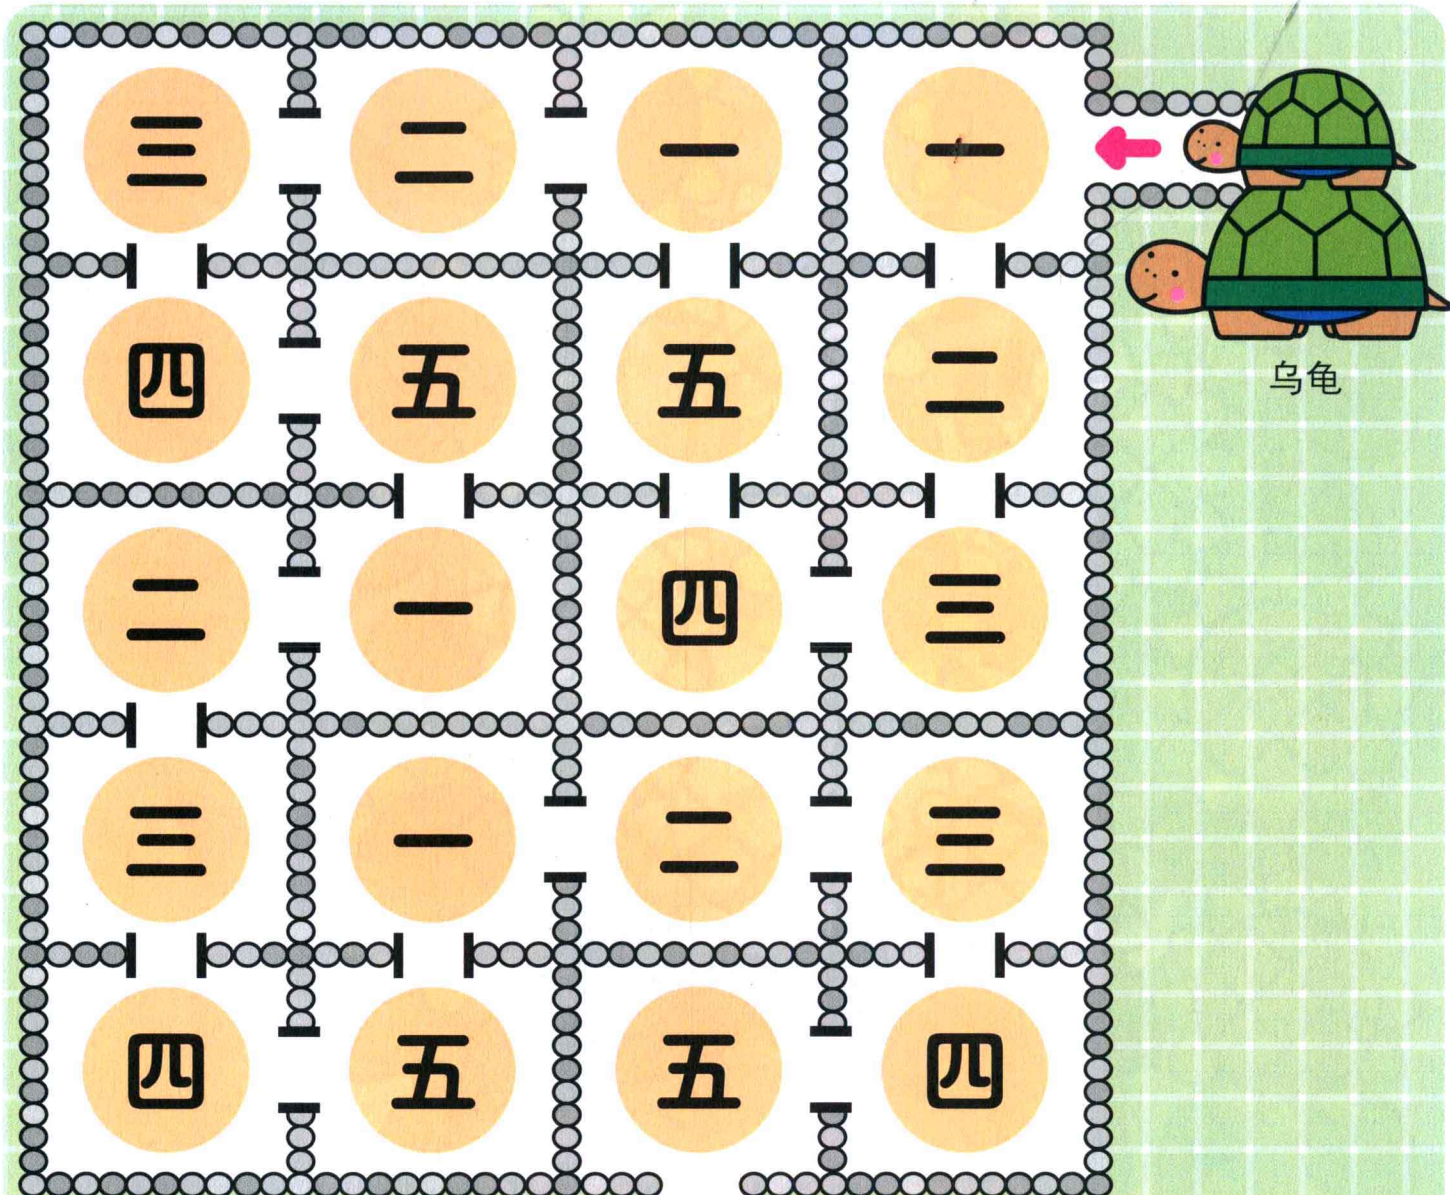 三 二 一 一
四 五 五 二
乌龟
二 一 四 三
三 一 二 三
四 五 五 四